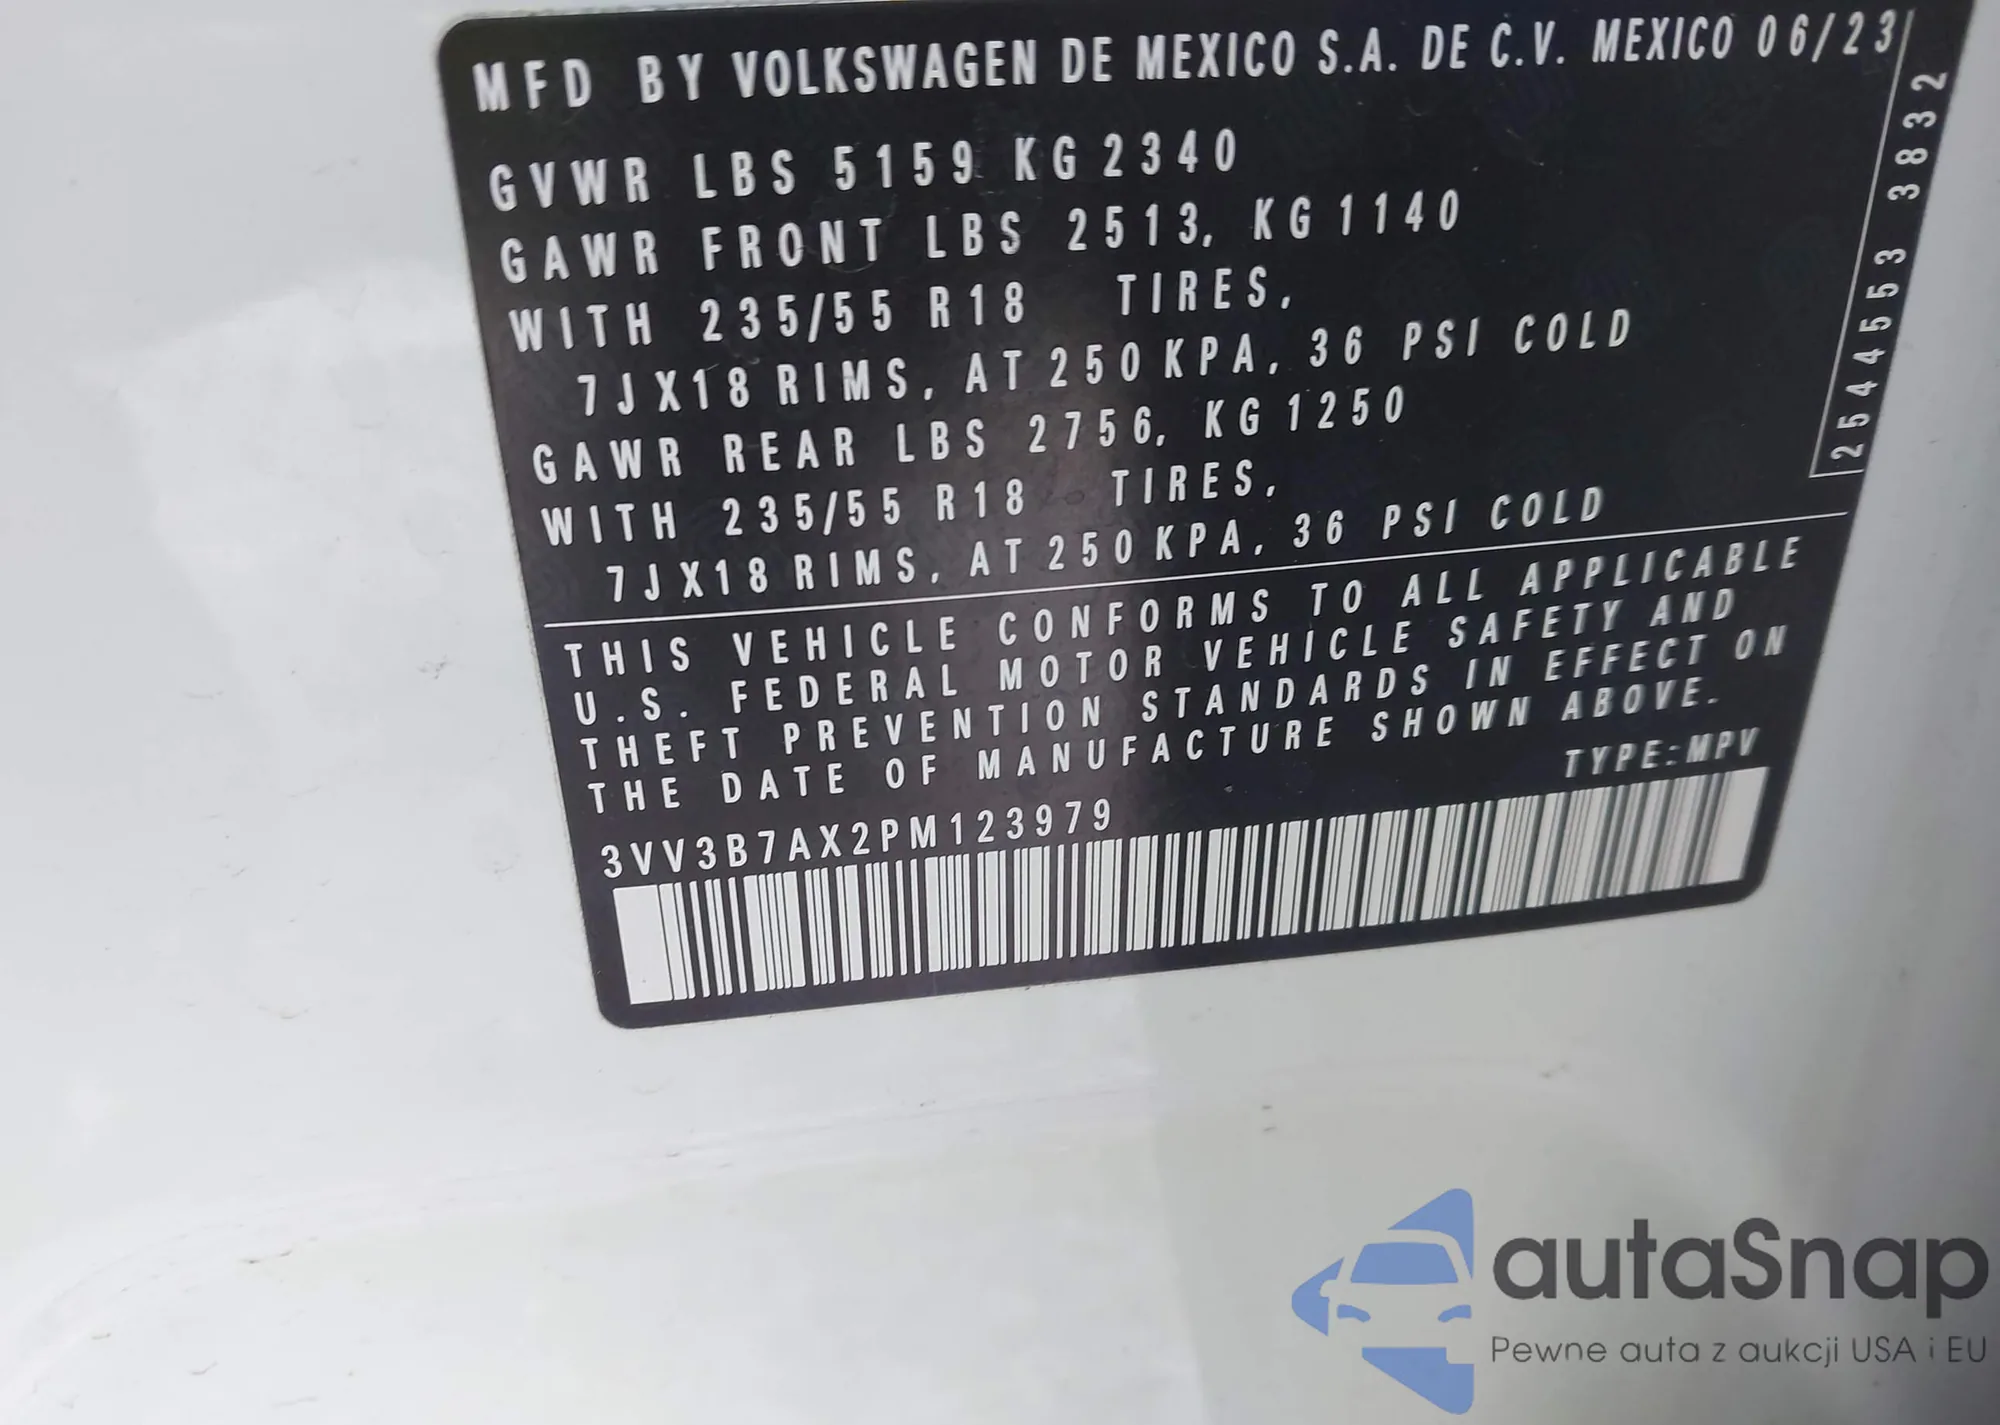 MFD BY VOLKSWAGEN DE MEXICO S.A. DE C.V. MEXICO 06/23
GVWR LBS 5159 KG 2340
GAWR FRONT LBS 2513, KG 1140
WITH 235/55 R18 TIRES,
7JX18 RIMS, AT 250 KPA, 36 PSI COLD
GAWR REAR LBS 2756, KG 1250
WITH 235/55 R18 TIRES,
7JX18 RIMS, AT 250 KPA, 36 PSI COLD
254 4553 3832
THIS VEHICLE CONFORMS TO ALL APPLICABLE
U.S. FEDERAL MOTOR VEHICLE SAFETY AND
THEFT PREVENTION STANDARDS IN EFFECT ON
THE DATE OF MANUFACTURE SHOWN ABOVE.
TYPE:MPV
3VV3B7AX2PM123979
autaSnap
Pewne auta z aukcji USA i EU